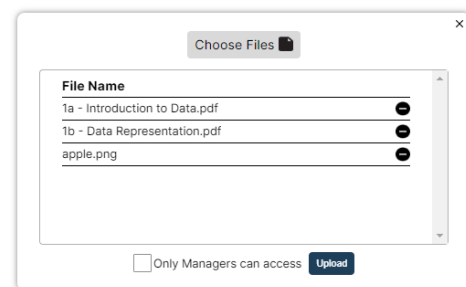 Choose Files
File Name
1a - Introduction to Data.pdf
1b - Data Representation.pdf
apple.png
Only Managers can access Upload